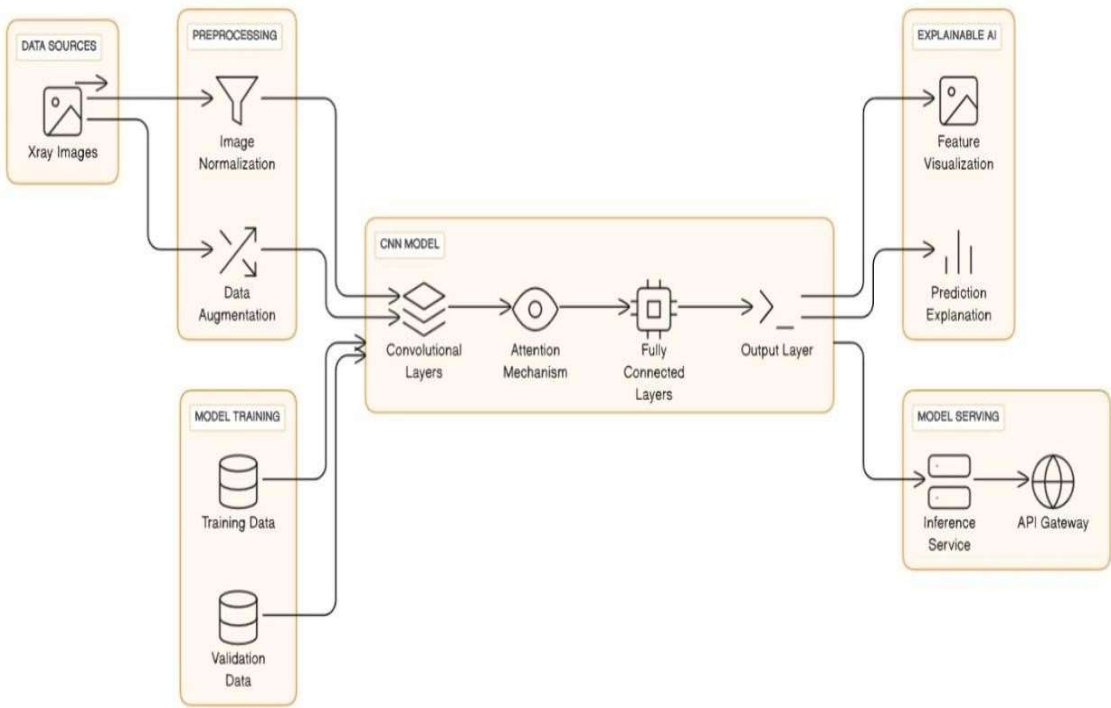 DATA SOURCES
Xray Images
PREPROCESSING
Image
Normalization
Data
Augmentation
MODEL TRAINING
Training Data
Validation
Data
CNN MODEL
Convolutional
Layers
Attention
Mechanism
Fully
Connected
Layers
Output Layer
EXPLAINABLE AI
Feature
Visualization
Prediction
Explanation
MODEL SERVING
Inference
Service
API Gateway